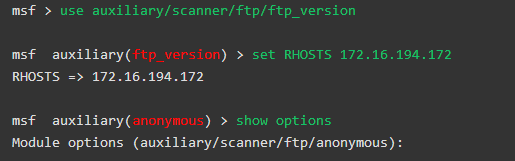 msf > use auxiliary/scanner/ftp/ftp_version
msf  auxiliary(ftp_version) > set RHOSTS 172.16.194.172
RHOSTS => 172.16.194.172
msf  auxiliary(anonymous) > show options
Module options (auxiliary/scanner/ftp/anonymous):